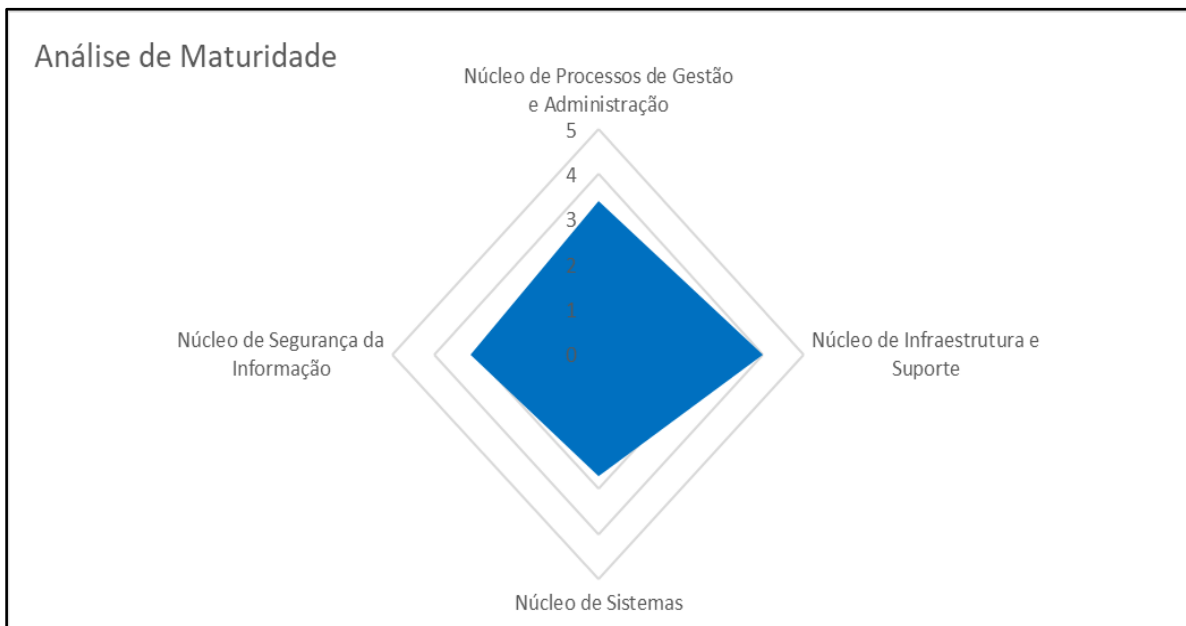 Análise de Maturidade
Núcleo de Processos de Gestão
e Administração
5
4
3
2
1
0
Núcleo de Segurança da
Informação
Núcleo de Infraestrutura e
Suporte
Núcleo de Sistemas